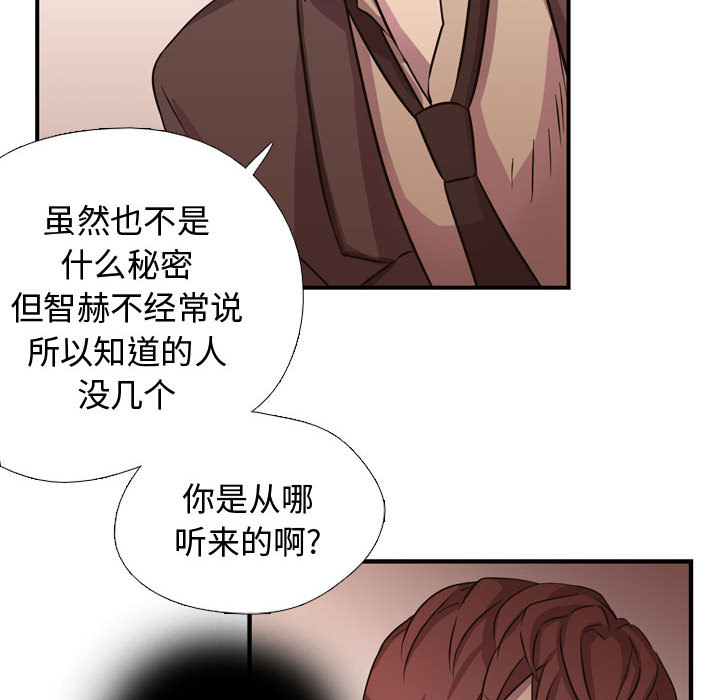 虽然也不是
什么秘密
但智赫不经常说
所以知道的人
没几个
你是从哪
听来的啊?